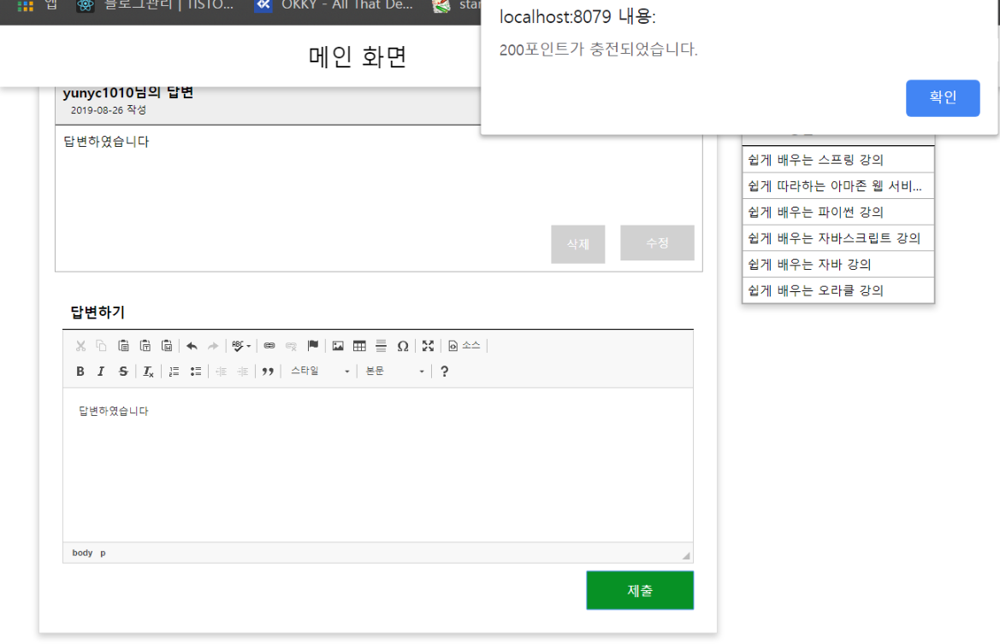 앱
블로그관리 | TISTO...
OKKY - All That De...
localhost:8079 내용:
200포인트가 충전되었습니다.
확인
메인 화면
yunyc1010님의 답변
2019-08-26 작성
답변하였습니다
삭제
수정
쉽게 배우는 스프링 강의
쉽게 따라하는 아마존 웹 서비...
쉽게 배우는 파이썬 강의
쉽게 배우는 자바스크립트 강의
쉽게 배우는 자바 강의
쉽게 배우는 오라클 강의
답변하기
ABC
Ω
소스
B I S Ix
스타일
본문
?
답변하였습니다
body p
제출